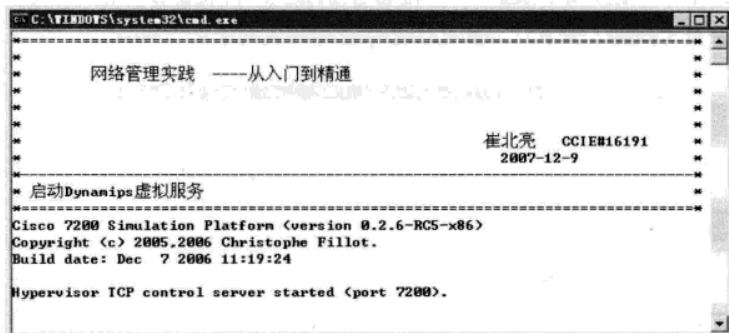 C:\WINDOWS\system32\cmd.exe
*==========================================================================*
*
*
* 网络管理实践 ----从入门到精通 *
*
*
*
* 崔北亮 CCIE#16191 *
* 2007-12-9 *
*--------------------------------------------------------------------------*
* 启动Dynamips虚拟服务 *
*==========================================================================*
Cisco 7200 Simulation Platform (version 0.2.6-RC5-x86)
Copyright (c) 2005,2006 Christophe Fillot.
Build date: Dec  7 2006 11:19:24
Hypervisor TCP control server started (port 7200).